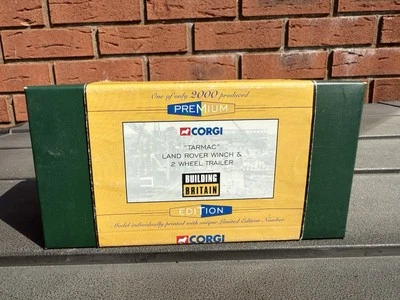 One of only 2000 produced
PREMIUM
CORGI
"TARMAC"
LAND ROVER WINCH &
2 WHEEL TRAILER
BUILDING
BRITAIN
EDITION
Model individually printed with unique Limited Edition Number
CORGI